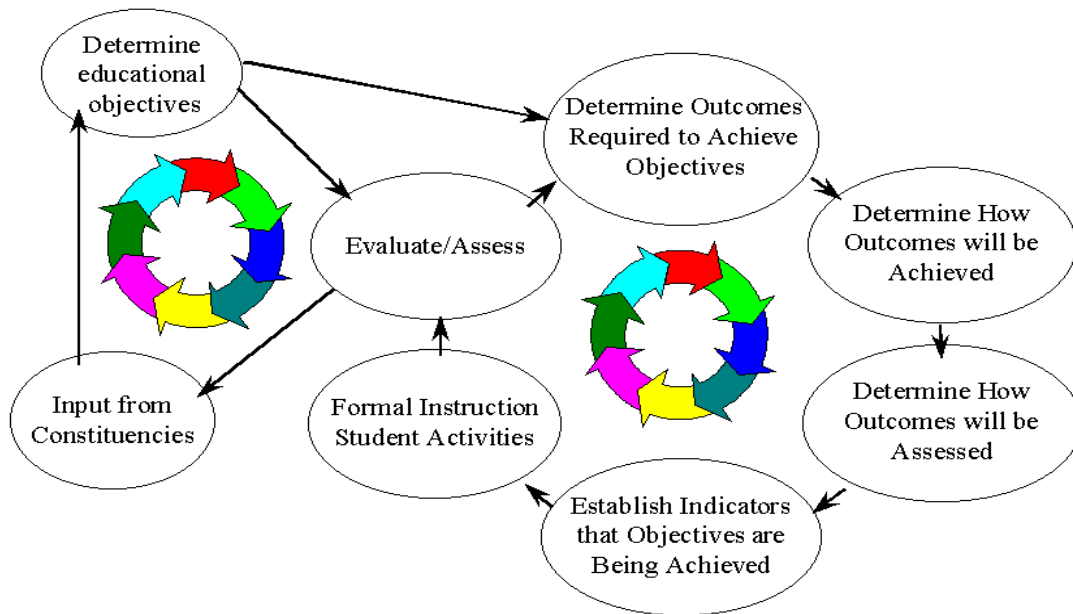 Determine
educational
objectives
Determine Outcomes
Required to Achieve
Objectives
Evaluate/Assess
Determine How
Outcomes will be
Achieved
Input from
Constituencies
Formal Instruction
Student Activities
Determine How
Outcomes will be
Assessed
Establish Indicators
that Objectives are
Being Achieved